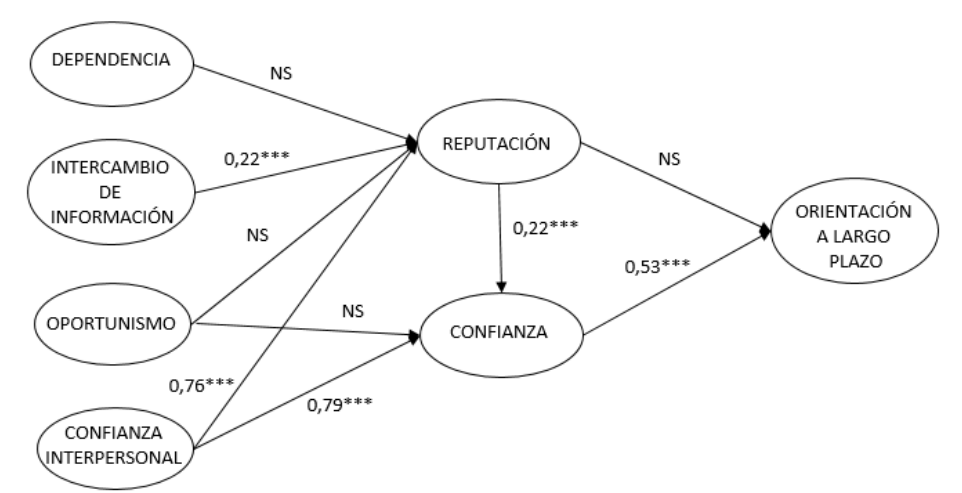 DEPENDENCIA
NS
INTERCAMBIO
DE
INFORMACIÓN
0,22***
REPUTACIÓN
NS
ORIENTACIÓN
A LARGO
PLAZO
NS
0,22***
0,53***
OPORTUNISMO
NS
CONFIANZA
0,76***
0,79***
CONFIANZA
INTERPERSONAL